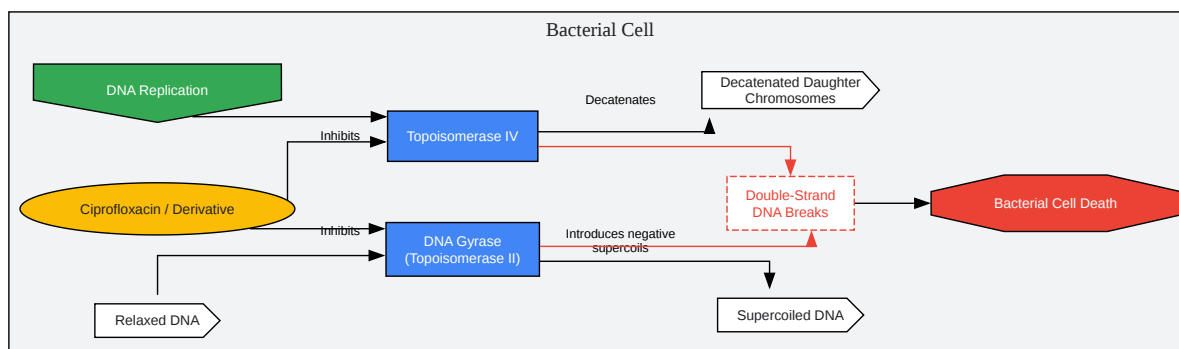 Bacterial Cell
DNA Replication
Decatenates
Decatenated Daughter
Chromosomes
Inhibits
Topoisomerase IV
Ciprofloxacin / Derivative
Double-Strand
DNA Breaks
Bacterial Cell Death
Inhibits
DNA Gyrase
(Topoisomerase II)
Introduces negative
supercoils
Relaxed DNA
Supercoiled DNA